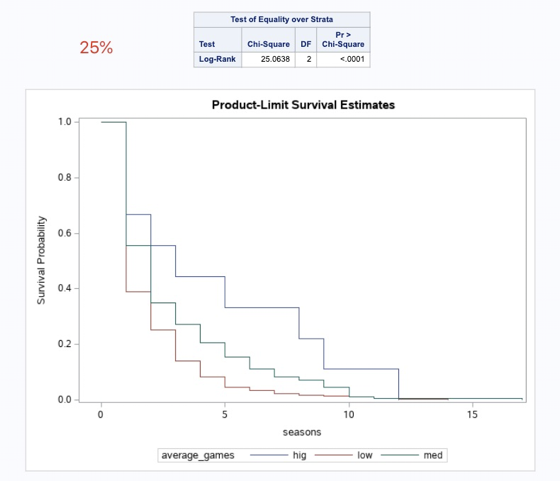 25%
Test of Equality over Strata
Test Chi-Square DF Pr > Chi-Square
Log-Rank 25.0638 2 <.0001
Product-Limit Survival Estimates
1.0
0.8
0.6
0.4
0.2
0.0
Survival Probability
0 5 10 15
seasons
average_games hig low med